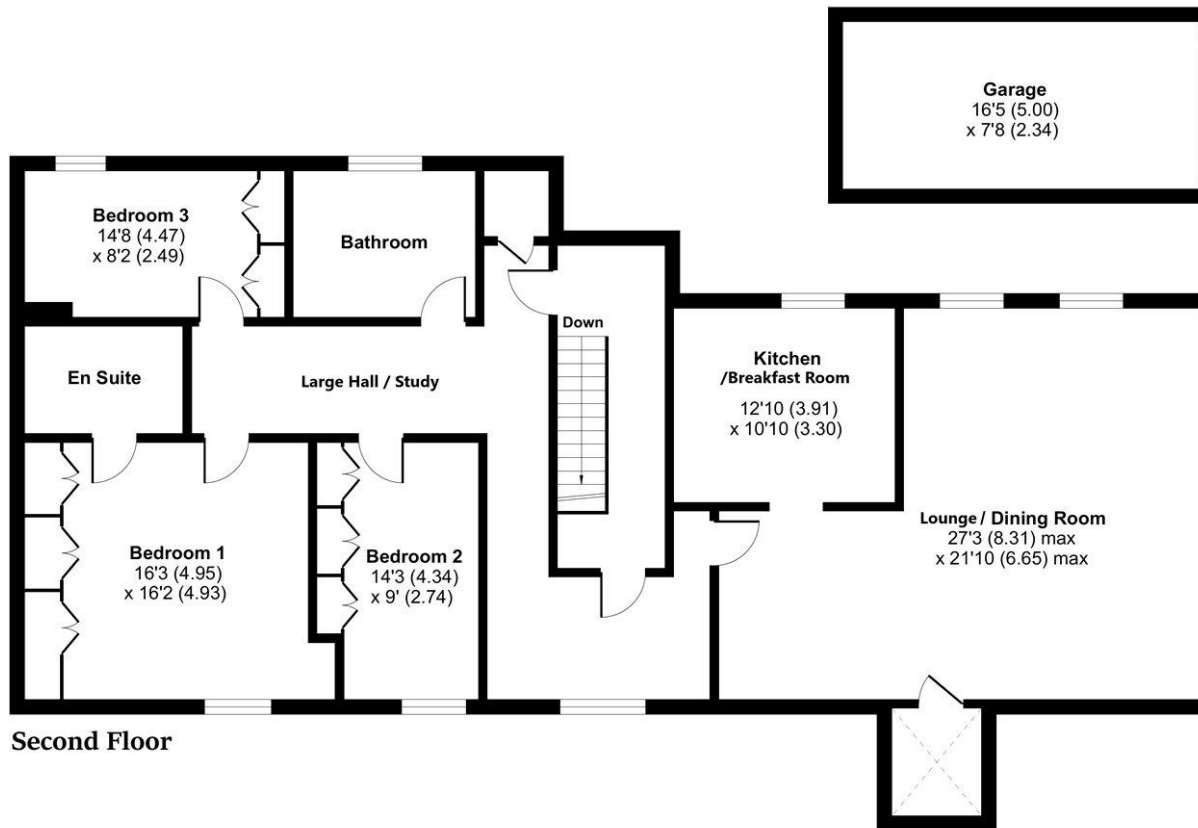 Garage
16'5 (5.00)
x 7'8 (2.34)
Bedroom 3
14'8 (4.47)
x 8'2 (2.49)
Bathroom
Down
Kitchen
/Breakfast Room
12'10 (3.91)
x 10'10 (3.30)
En Suite
Large Hall / Study
Lounge / Dining Room
27'3 (8.31) max
x 21'10 (6.65) max
Bedroom 1
16'3 (4.95)
x 16'2 (4.93)
Bedroom 2
14'3 (4.34)
x 9' (2.74)
Second Floor